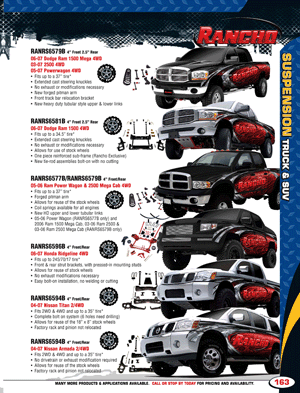 RANCHO
SUSPENSION TRUCK & SUV
RANRS6579B 4" Front 2.5" Rear
06-07 Dodge Ram 1500 Mega 4WD
03-07 2500 4WD
05-07 Powerwagon 4WD
• Fits up to a 37" tire*
• Extended cast steering knuckles
• No exhaust or modifications necessary
• New forged pitman arm
• Front track bar relocation bracket
• New heavy duty tubular style upper & lower links
RANRS6581B 4" Front 2.5" Rear
06-07 Dodge Ram 1500 4WD
• Fits up to a 34.5" tire*
• Extended cast steering knuckles
• No exhaust or modifications necessary
• Allows for use of stock wheels
• One piece reinforced sub-frame (Rancho Exclusive)
• New tie-rod assemblies bolt-on with no cutting
RANRS6577B/RANRS6579B 4" Front/Rear
05-06 Ram Power Wagon & 2500 Mega Cab 4WD
• Fits up to a 37" tire*
• Forged pitman arm
• Allows for reuse of the stock wheels
• Coil springs available for all engines
• New HD upper and lower tubular links
• 05-06 Power Wagon (RANRS6577B only) and
2006 Ram 1500 Mega Cab, 03-06 2500 &
03-06 2500 Mega Cab (RANRS6579B only)
RANRS6596B 4" Front/Rear
06-07 Honda Ridgeline 4WD
• Fits up to 245/70/17 tire*
• Front & rear strut brackets, with pressed-in mounting studs
• Allows for reuse of stock wheels
• No exhaust modifications necessary
• Easy bolt-on installation, no welding or cutting
RANRS6594B 4" Front/Rear
04-07 Nissan Titan 2/4WD
• Fits 2WD & 4WD and up to a 35" tire*
• Complete bolt on system (4 holes need drilling)
• Allows for reuse of the 18" x 8" stock wheels
• Factory rack and pinion not relocated
RANRS6594B 4" Front/Rear
04-07 Nissan Armada 2/4WD
• Fits 2WD & 4WD and up to a 35" tire*
• No drivetrain or exhaust modification required
• Allows for reuse of stock wheels
• Factory rack and pinion not relocated
MANY MORE PRODUCTS & APPLICATIONS AVAILABLE. CALL OR STOP BY TODAY FOR PRICING AND AVAILABILITY.
163